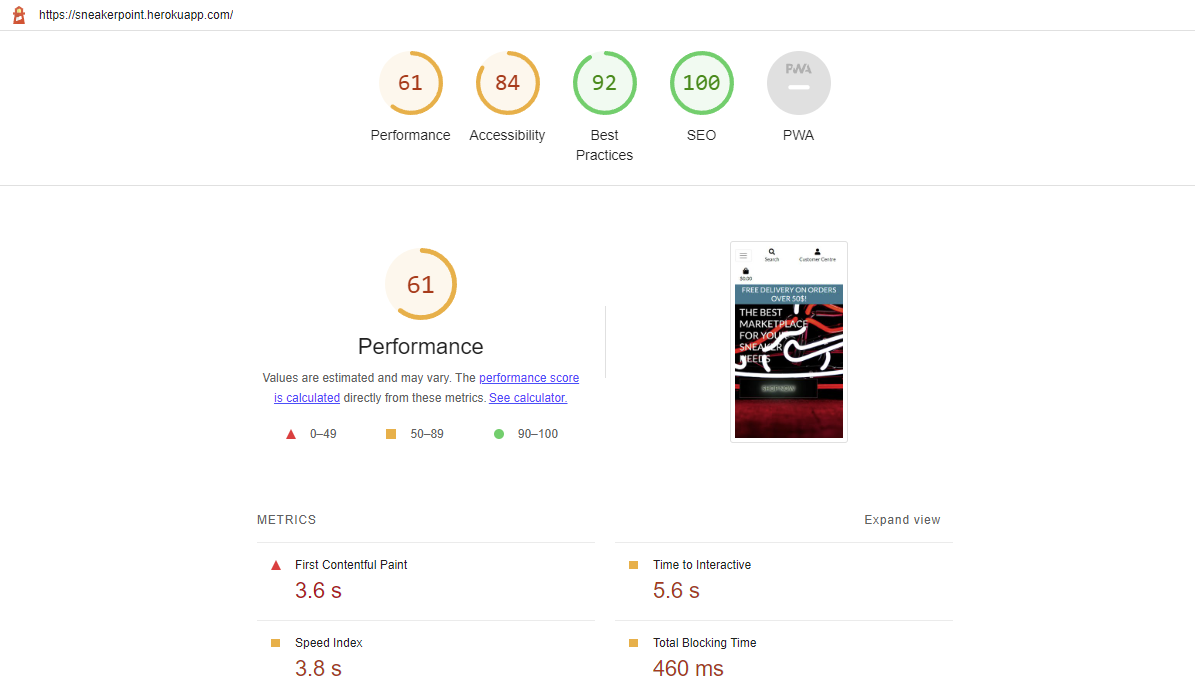 https://sneakerpoint.herokuapp.com/
61
84
92
100
PWA
Performance
Accessibility
Best
Practices
SEO
PWA
61
Performance
Values are estimated and may vary. The performance score
is calculated directly from these metrics. See calculator.
0–49
50–89
90–100
Search
Customer Centre
$0.00
FREE DELIVERY ON ORDERS
OVER 50$!
THE BEST
MARKETPLACE
FOR YOUR
SNEAKER
NEEDS
SHOP NOW
METRICS
Expand view
First Contentful Paint
3.6 s
Time to Interactive
5.6 s
Speed Index
3.8 s
Total Blocking Time
460 ms